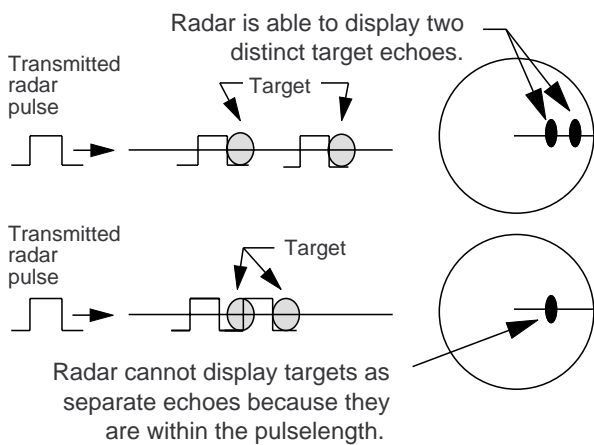 Radar is able to display two
distinct target echoes.
Transmitted
radar
pulse
Target
Transmitted
radar
pulse
Target
Radar cannot display targets as
separate echoes because they
are within the pulselength.